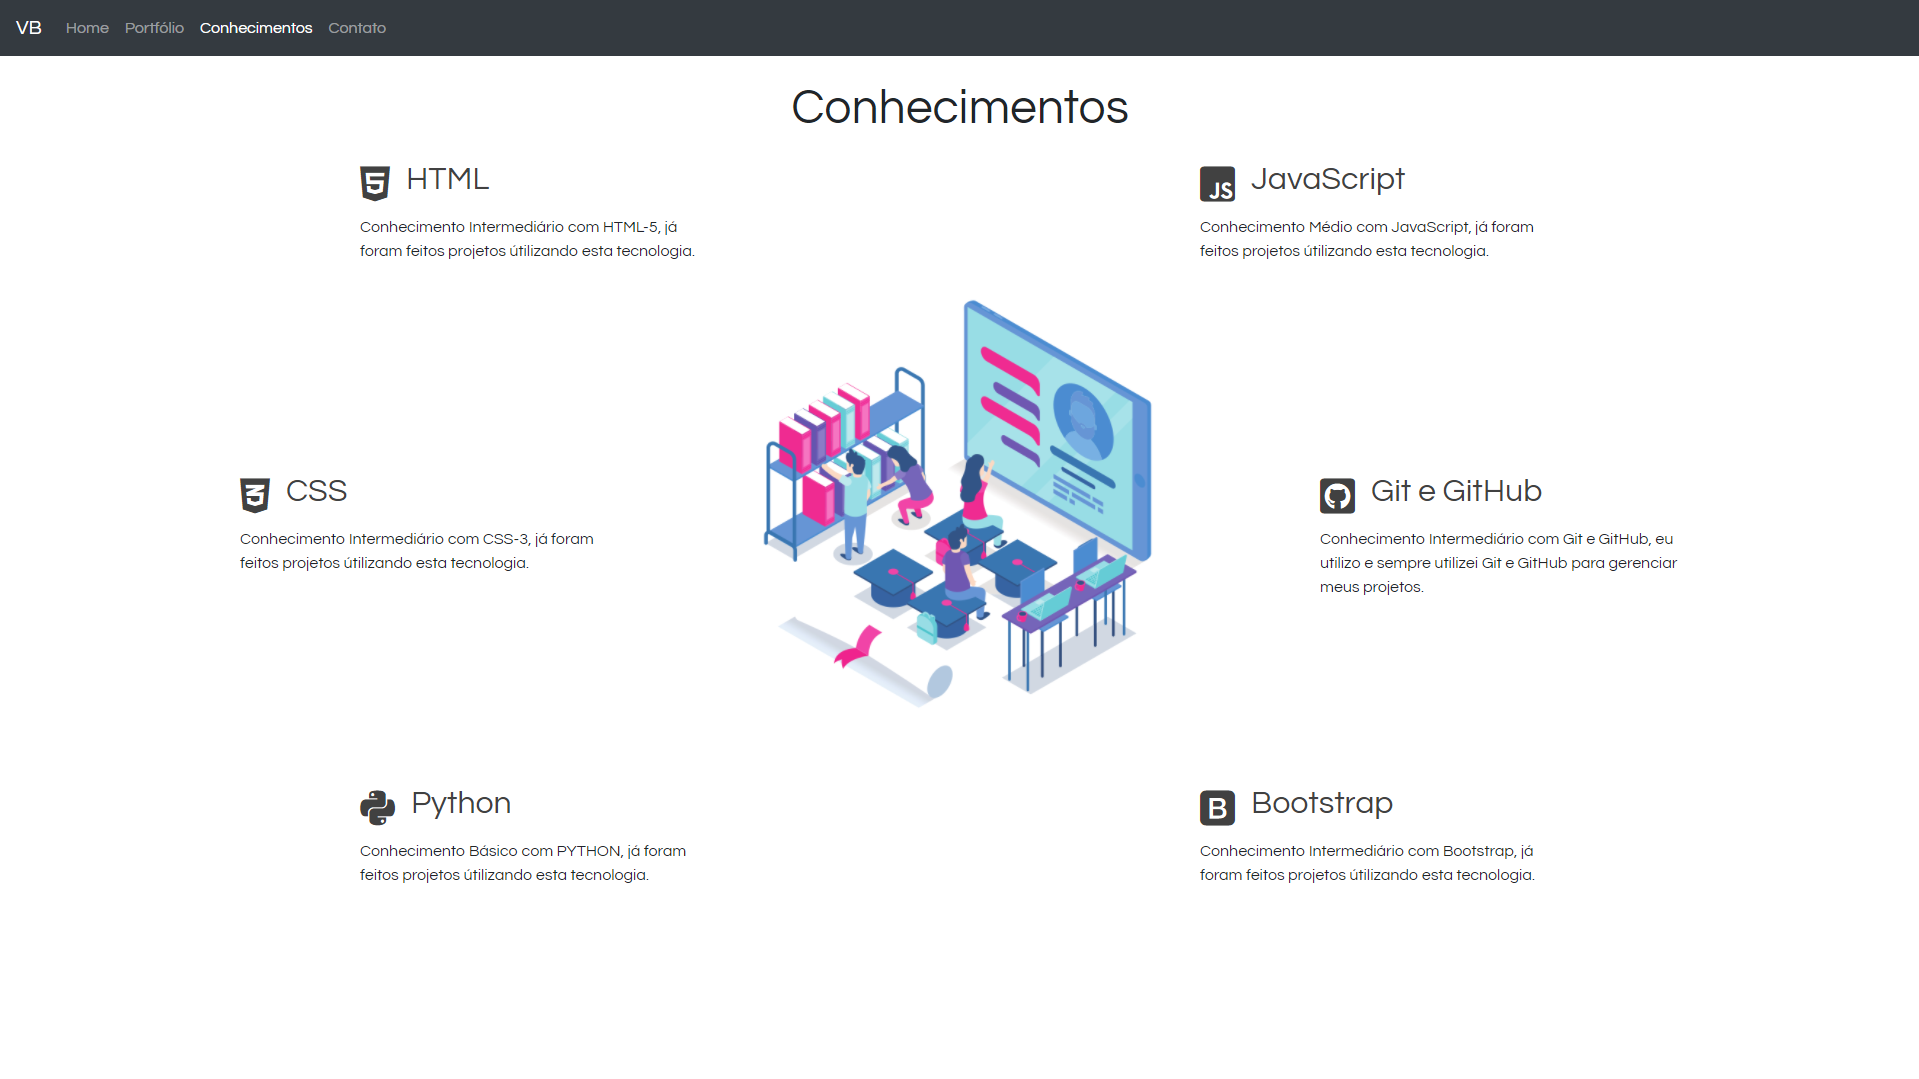 VB Home Portfólio Conhecimentos Contato
Conhecimentos
HTML
Conhecimento Intermediário com HTML-5, já
foram feitos projetos útilizando esta tecnologia.
JS
JavaScript
Conhecimento Médio com JavaScript, já foram
feitos projetos útilizando esta tecnologia.
CSS
Conhecimento Intermediário com CSS-3, já foram
feitos projetos útilizando esta tecnologia.
Git e GitHub
Conhecimento Intermediário com Git e GitHub, eu
utilizo e sempre utilizei Git e GitHub para gerenciar
meus projetos.
Python
Conhecimento Básico com PYTHON, já foram
feitos projetos útilizando esta tecnologia.
B
Bootstrap
Conhecimento Intermediário com Bootstrap, já
foram feitos projetos útilizando esta tecnologia.